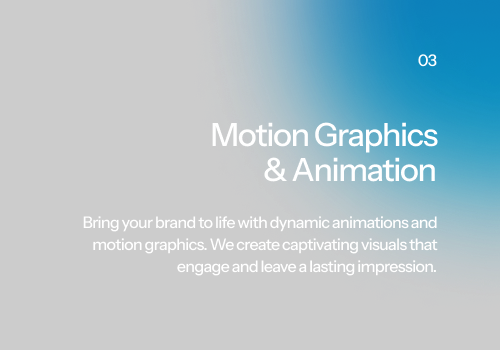 03
Motion Graphics
& Animation
Bring your brand to life with dynamic animations and
motion graphics. We create captivating visuals that
engage and leave a lasting impression.